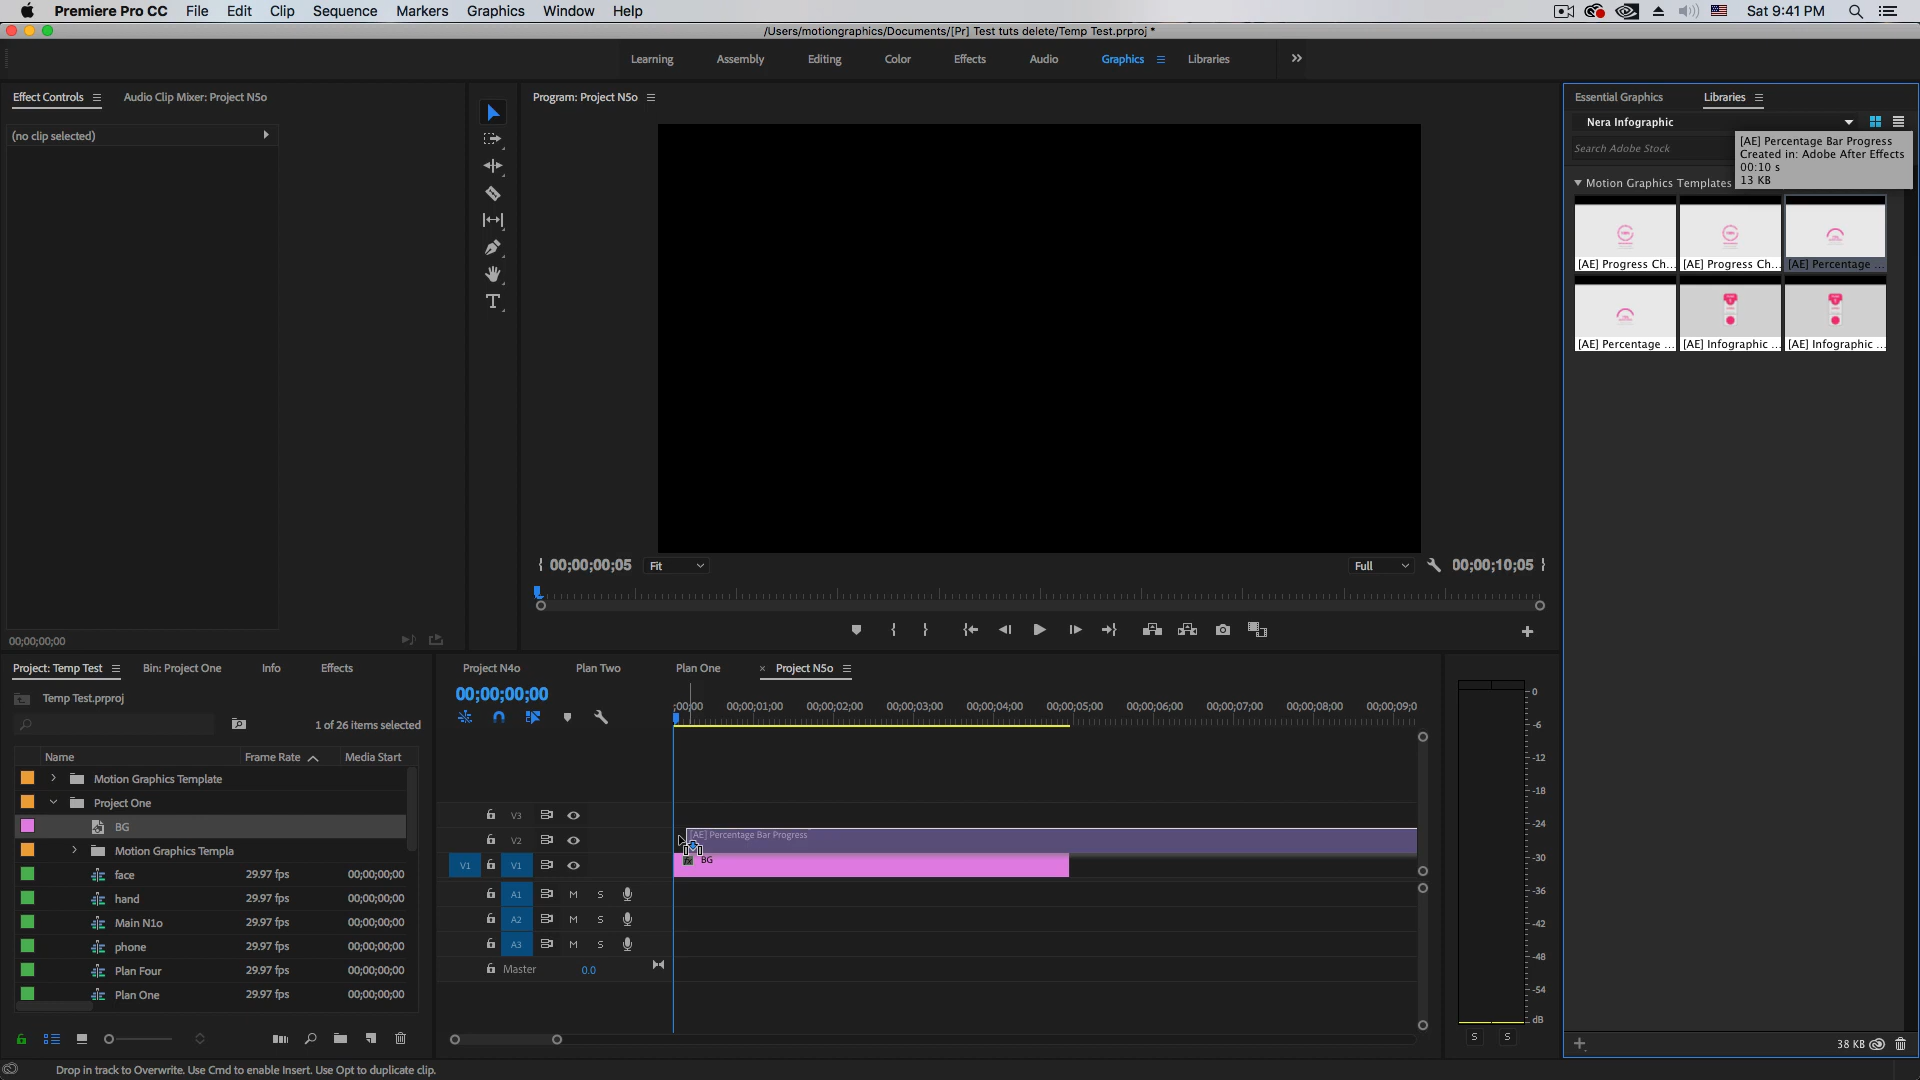 Premiere Pro CC File Edit Clip Sequence Markers Graphics Window Help Sat 9:41 PM
/Users/motiongraphics/Documents/[Pr] Test tuts delete/Temp Test.prproj *
Learning Assembly Editing Color Effects Audio Graphics Libraries
Effect Controls Audio Clip Mixer: Project N5o Program: Project N5o Essential Graphics Libraries
(no clip selected)
Nera Infographic
Search Adobe Stock
[AE] Percentage Bar Progress
Created in: Adobe After Effects
00:10 s
13 KB
Motion Graphics Templates
[AE] Progress Ch... [AE] Progress Ch... [AE] Percentage ...
[AE] Percentage ... [AE] Infographic ... [AE] Infographic ...
00;00;00;05 Fit Full 00;00;10;05
00;00;00;00
Project: Temp Test Bin: Project One Info Effects
Temp Test.prproj
1 of 26 items selected
Name Frame Rate Media Start
Motion Graphics Template
Project One
BG
Motion Graphics Templa
face 29.97 fps 00;00;00;00
hand 29.97 fps 00;00;00;00
Main N1o 29.97 fps 00;00;00;00
phone 29.97 fps 00;00;00;00
Plan Four 29.97 fps 00;00;00;00
Plan One 29.97 fps 00;00;00;00
Project N4o Plan Two Plan One × Project N5o
00;00;00;00
;00;00 00;00;01;00 00;00;02;00 00;00;03;00 00;00;04;00 00;00;05;00 00;00;06;00 00;00;07;00 00;00;08;00 00;00;09;0
V3
V2 [AE] Percentage Bar Progress
V1 V1 fx BG
A1 M S
A2 M S
A3 M S
Master 0.0
0
-6
-12
-18
-24
-30
-36
-42
-48
-54
dB
S S
38 KB
Drop in track to Overwrite. Use Cmd to enable Insert. Use Opt to duplicate clip.